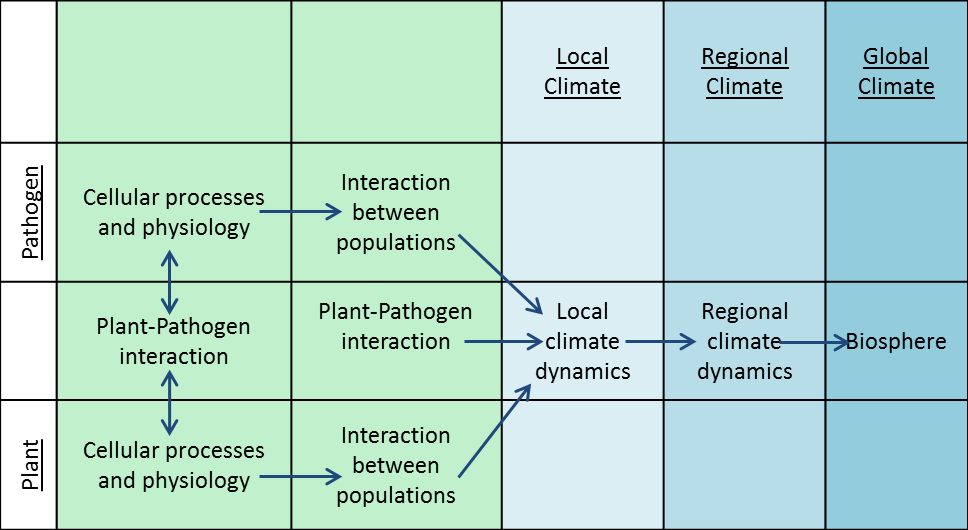 Local
Climate
Regional
Climate
Global
Climate
Pathogen
Cellular processes
and physiology
Interaction
between
populations
Plant-Pathogen
interaction
Plant-Pathogen
interaction
Local
climate
dynamics
Regional
climate
dynamics
Biosphere
Plant
Cellular processes
and physiology
Interaction
between
populations